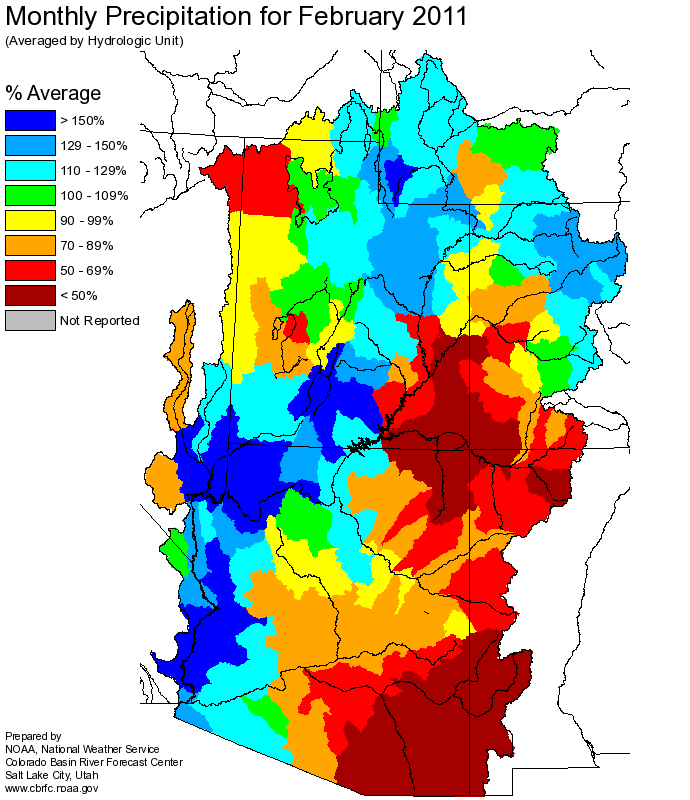 Monthly Precipitation for February 2011
(Averaged by Hydrologic Unit)
% Average
> 150%
129 - 150%
110 - 129%
100 - 109%
90 - 99%
70 - 89%
50 - 69%
< 50%
Not Reported
Prepared by
NOAA, National Weather Service
Colorado Basin River Forecast Center
Salt Lake City, Utah
www.cbrfc.noaa.gov